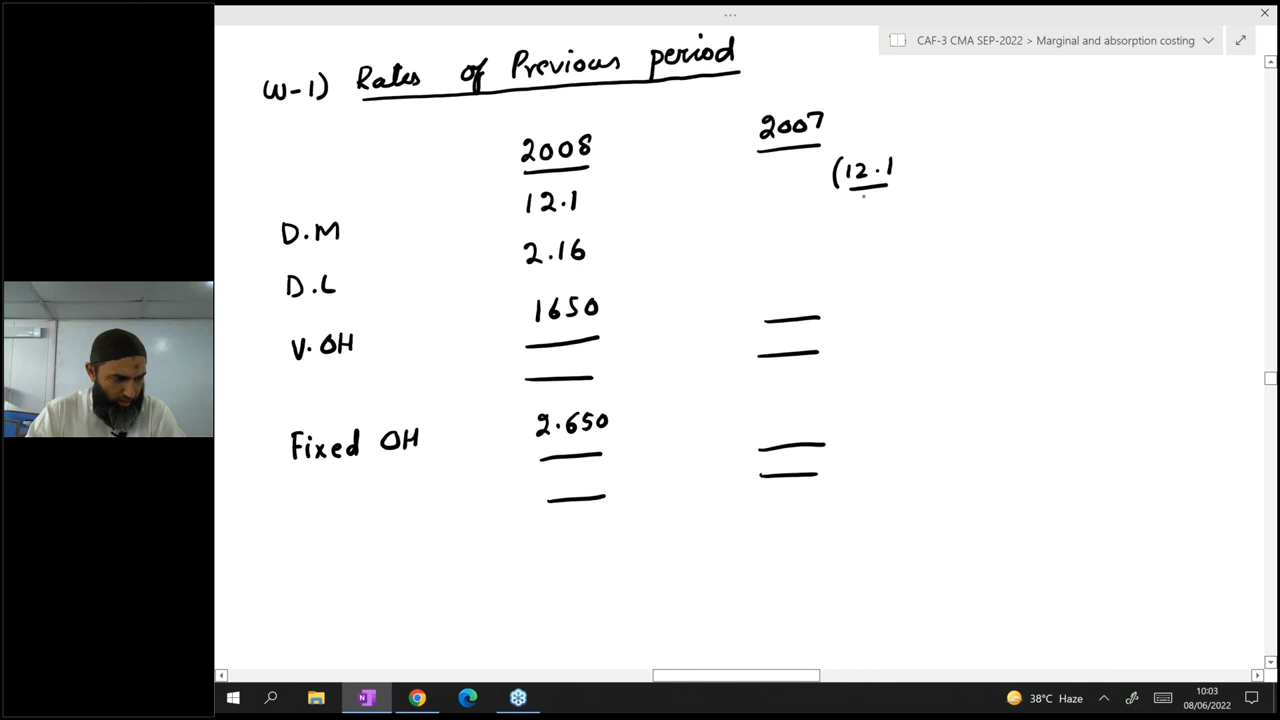 CAF-3 CMA SEP-2022 > Marginal and absorption costing
W-1) Rates of Previous period
2008 2007
12.1 (12.1
D.M
2.16
D.L
1650
V.OH
2.650
Fixed OH
38°C Haze
10:03
08/06/2022